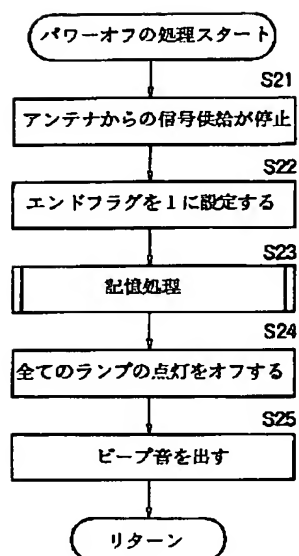 パワーオフの処理スタート
S21
アンテナからの信号供給が停止
S22
エンドフラグを1に設定する
S23
記憶処理
S24
全てのランプの点灯をオフする
S25
ビープ音を出す
リターン